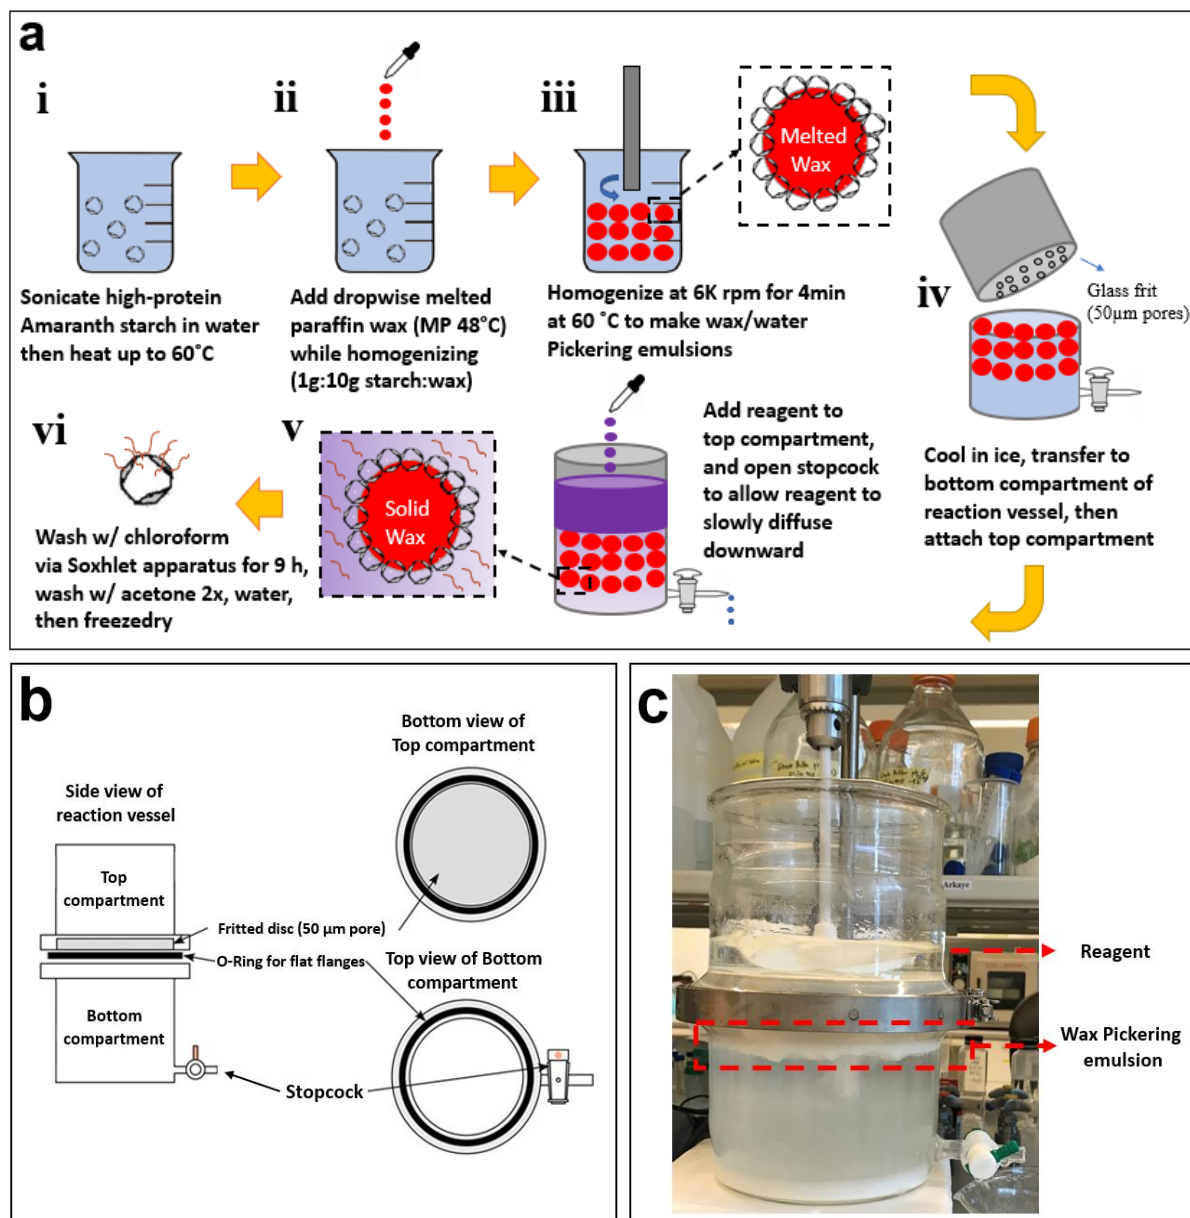 a
i
Sonicate high-protein
Amaranth starch in water
then heat up to 60˚C
ii
Add dropwise melted
paraffin wax (MP 48˚C)
while homogenizing
(1g:10g starch:wax)
iii
Melted
Wax
Homogenize at 6K rpm for 4min
at 60 ˚C to make wax/water
Pickering emulsions
iv
Glass frit
(50µm pores)
Cool in ice, transfer to
bottom compartment of
reaction vessel, then
attach top compartment
Add reagent to
top compartment,
and open stopcock
to allow reagent to
slowly diffuse
downward
v
Solid
Wax
vi
Wash w/ chloroform
via Soxhlet apparatus for 9 h,
wash w/ acetone 2x, water,
then freezedry
b
Side view of
reaction vessel
Top
compartment
Bottom
compartment
Bottom view of
Top compartment
Fritted disc (50 µm pore)
O-Ring for flat flanges
Top view of Bottom
compartment
Stopcock
c
Arkaye
Reagent
Wax Pickering
emulsion